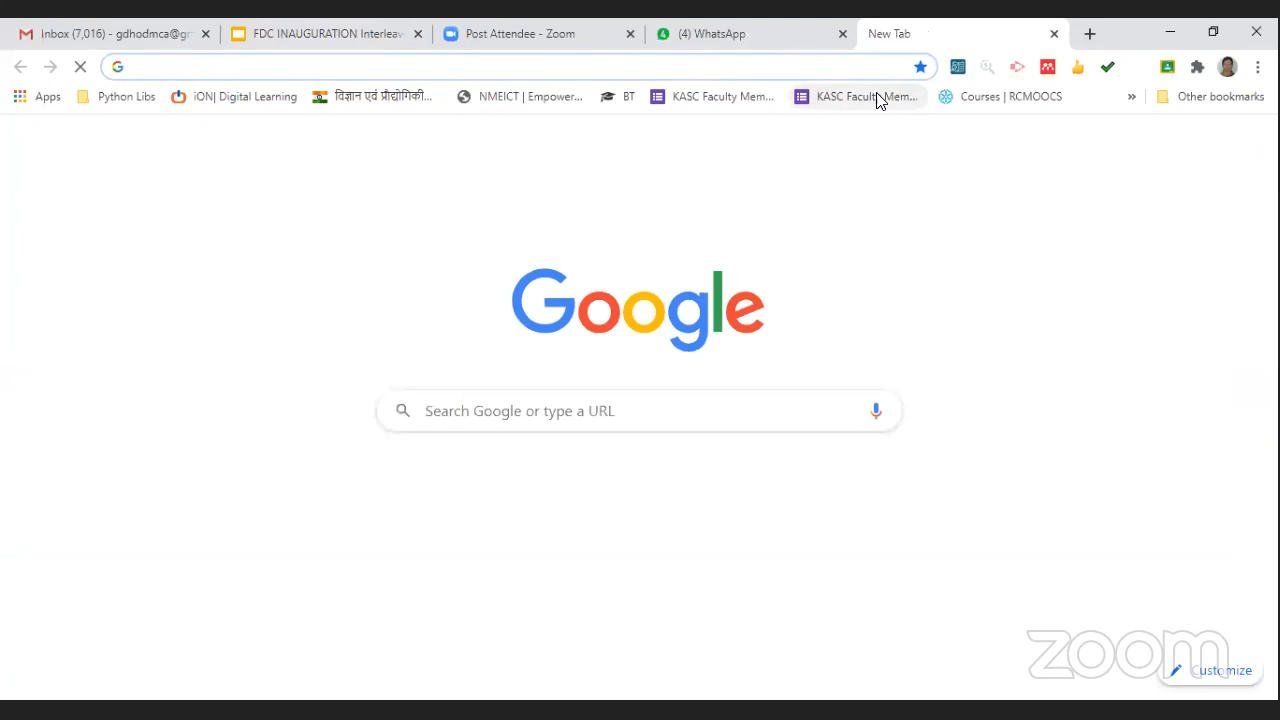 Inbox (7,016) - gdhodmca@gm
FDC INAUGURATION Interleav
Post Attendee - Zoom
(4) WhatsApp
New Tab
Apps
Python Libs
iON| Digital Learning
विज्ञान एवं प्रौद्योगिकी...
NMEICT | Empower...
BT
KASC Faculty Mem...
KASC Faculty Mem...
Courses | RCMOOCS
»
Other bookmarks
Google
Search Google or type a URL
zoom
Customize